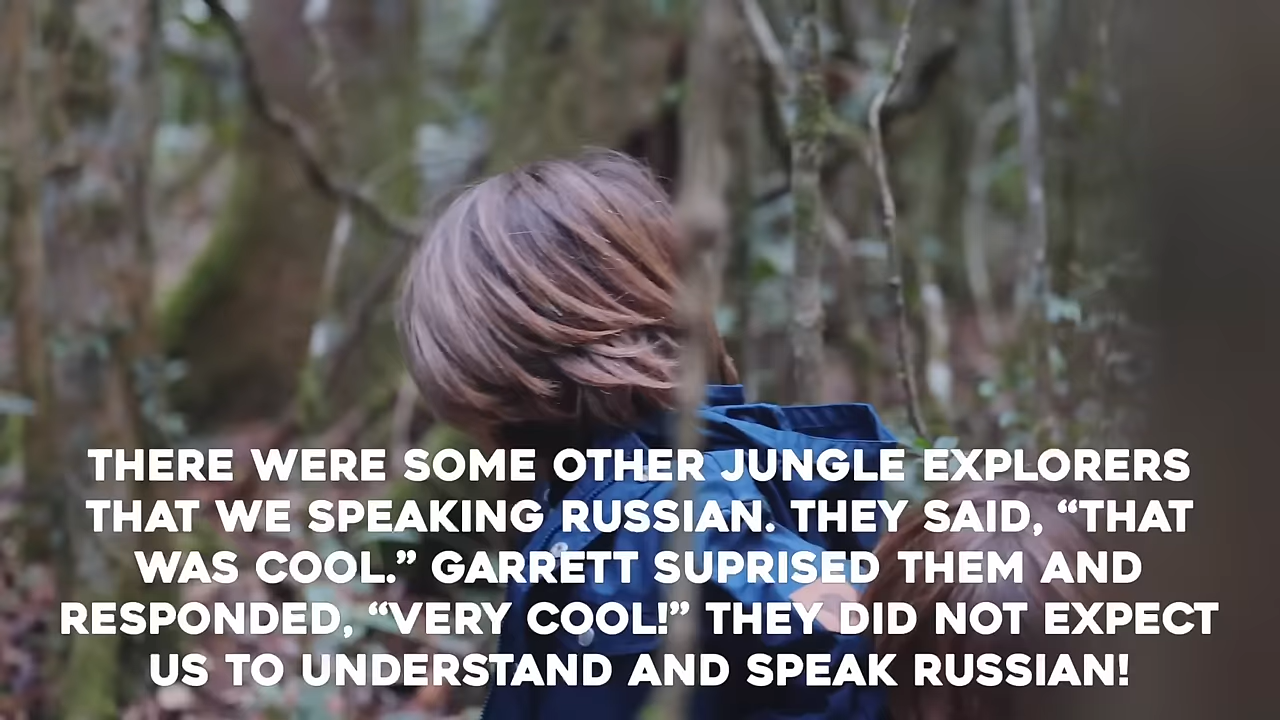 THERE WERE SOME OTHER JUNGLE EXPLORERS
THAT WE SPEAKING RUSSIAN. THEY SAID, “THAT
WAS COOL.” GARRETT SUPRISED THEM AND
RESPONDED, “VERY COOL!” THEY DID NOT EXPECT
US TO UNDERSTAND AND SPEAK RUSSIAN!